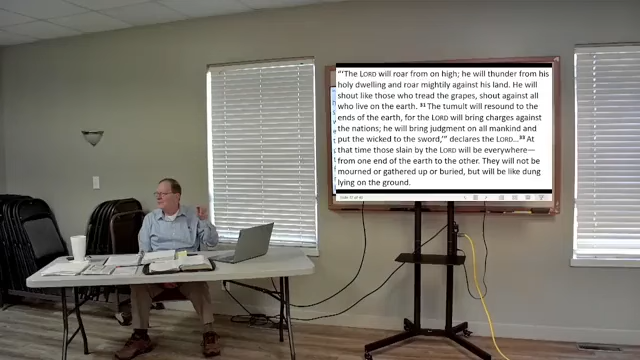 "'The LORD will roar from on high; he will thunder from his
holy dwelling and roar mightily against his land. He will
shout like those who tread the grapes, shout against all
who live on the earth. 31 The tumult will resound to the
ends of the earth, for the LORD will bring charges against
the nations; he will bring judgment on all mankind and
put the wicked to the sword,'" declares the LORD... 33 At
that time those slain by the LORD will be everywhere—
from one end of the earth to the other. They will not be
mourned or gathered up or buried, but will be like dung
lying on the ground.